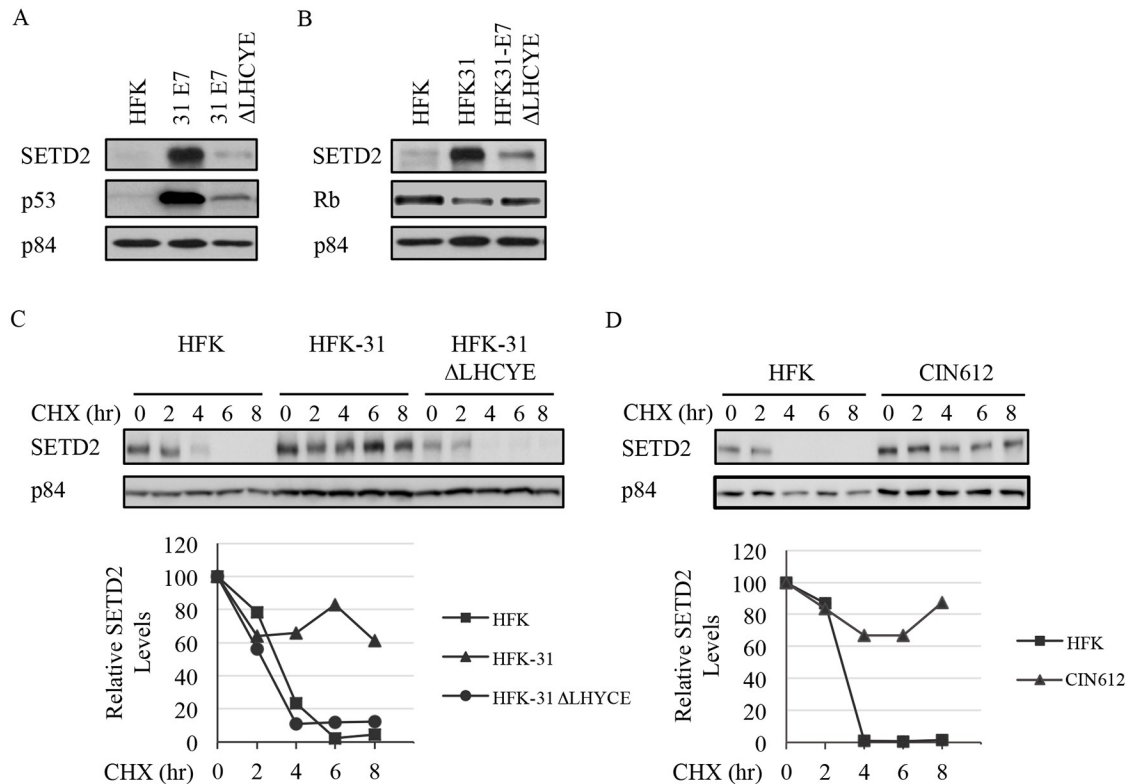 A
B
HFK
31 E7
31 E7
ΔLHCYE
HFK
HFK31
HFK31-E7
ΔLHCYE
SETD2
p53
p84
SETD2
Rb
p84
C
HFK
HFK-31
HFK-31
ΔLHCYE
CHX (hr) 0 2 4 6 8 0 2 4 6 8 0 2 4 6 8
SETD2
p84
120
100
80
60
40
20
0
Relative SETD2
Levels
CHX (hr) 0 2 4 6 8
HFK
HFK-31
HFK-31 ΔLHYCE
D
HFK
CIN612
CHX (hr) 0 2 4 6 8 0 2 4 6 8
SETD2
p84
120
100
80
60
40
20
0
Relative SETD2
Levels
CHX (hr) 0 2 4 6 8
HFK
CIN612